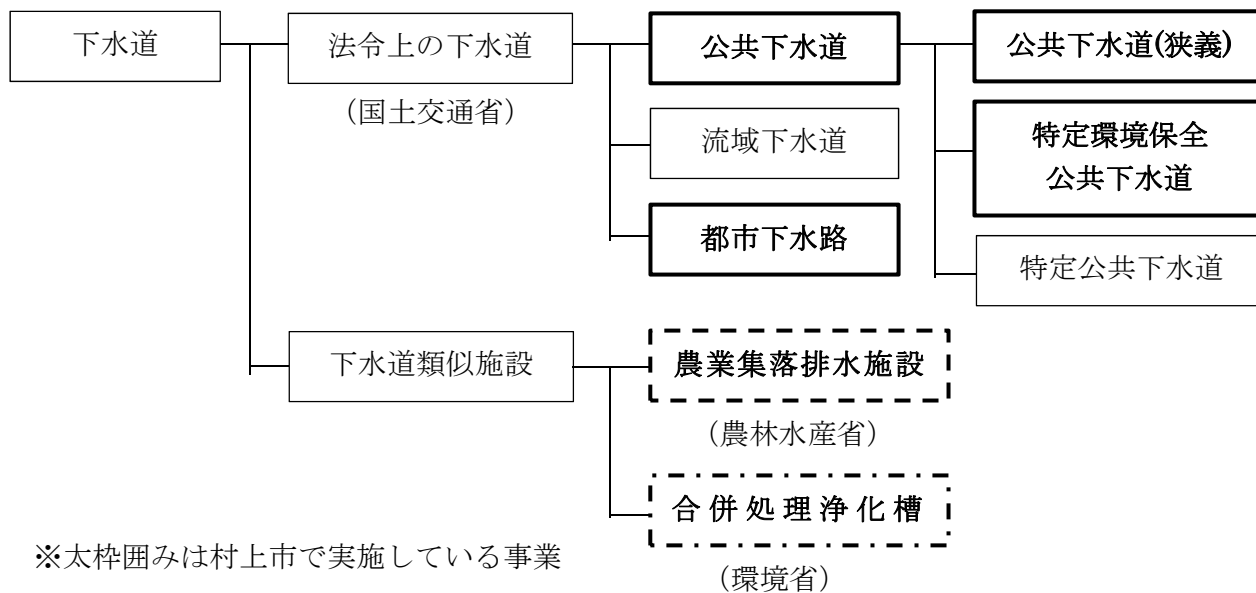 下水道
法令上の下水道
(国土交通省)
公共下水道
流域下水道
都市下水路
公共下水道(狭義)
特定環境保全
公共下水道
特定公共下水道
下水道類似施設
農業集落排水施設
(農林水産省)
合併処理浄化槽
(環境省)
※太枠囲みは村上市で実施している事業